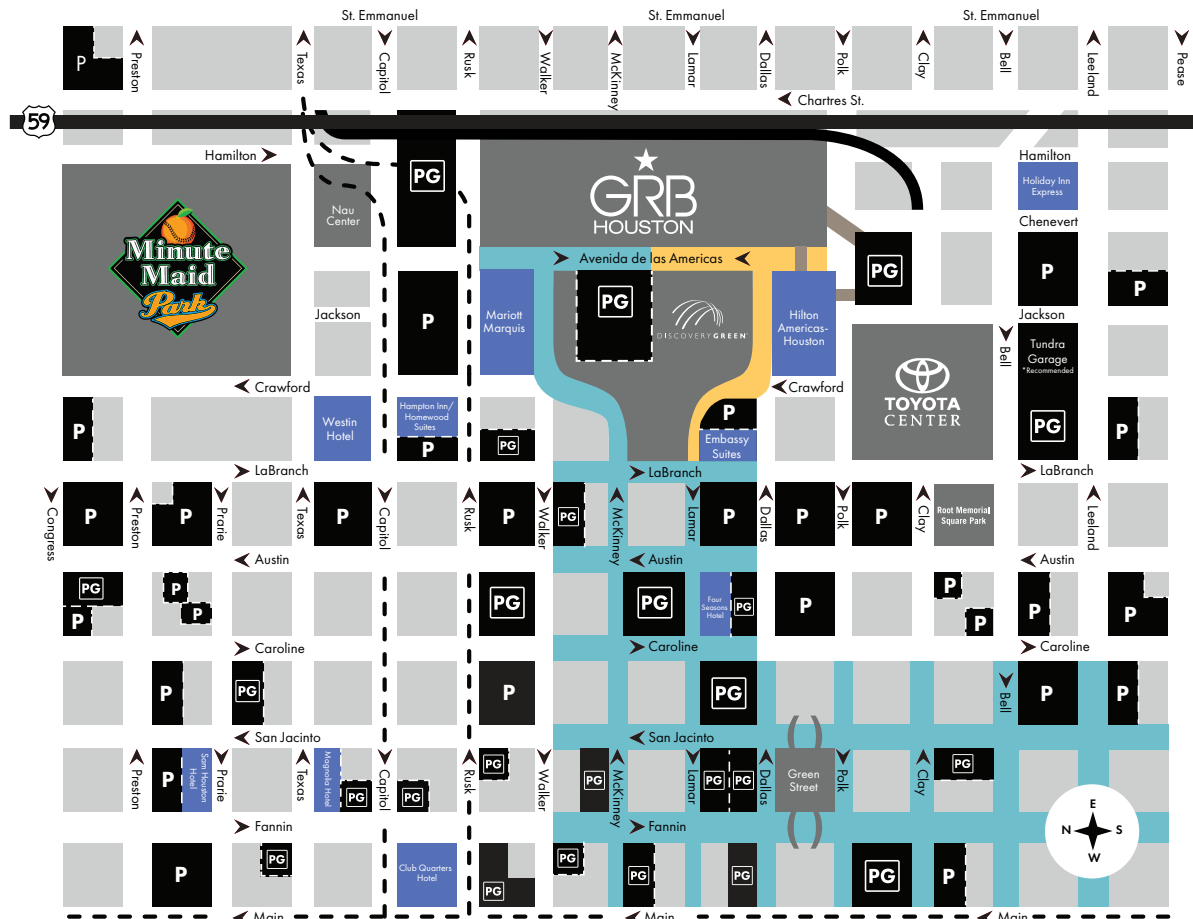 St. Emmanuel
St. Emmanuel
St. Emmanuel
P
Preston
Texas
Capitol
Rusk
Walker
McKinney
Lamar
Dallas
Polk
Clay
Bell
Leeland
Pease
Chartres St.
59
Hamilton
Hamilton
PG
GRB
HOUSTON
Nau
Center
Holiday Inn
Express
Chenevert
Minute
Maid
Park
Avenida de las Americas
PG
P
P
PG
DISCOVERYGREEN
Jackson
P
Mariott
Marquis
Hilton
Americas-
Houston
Jackson
Bell
Tundra
Garage
*Recommended
PG
TOYOTA
CENTER
Crawford
Crawford
P
Westin
Hotel
Hampton Inn/
Homewood
Suites
P
PG
P
Embassy
Suites
P
LaBranch
LaBranch
LaBranch
Congress
P
Preston
P
Prarie
Texas
P
Capitol
Rusk
P
Walker
PG
McKinney
Lamar
P
Dallas
P
Polk
P
Clay
Root Memorial
Square Park
Leeland
Austin
Austin
Austin
PG
P
P
P
PG
PG
Four
Seasons
Hotel
PG
P
P
P
P
P
Caroline
Caroline
Caroline
P
PG
P
PG
Bell
P
P
San Jacinto
San Jacinto
Preston
P
Sam Houston
Hotel
Prarie
Texas
Magnolia Hotel
PG
Capitol
PG
Rusk
PG
Walker
PG
McKinney
Lamar
PG
PG
Dallas
Green
Street
Polk
Clay
PG
Fannin
Fannin
E
N
S
W
P
PG
Club Quarters
Hotel
PG
PG
PG
PG
PG
P
Main
Main
Main